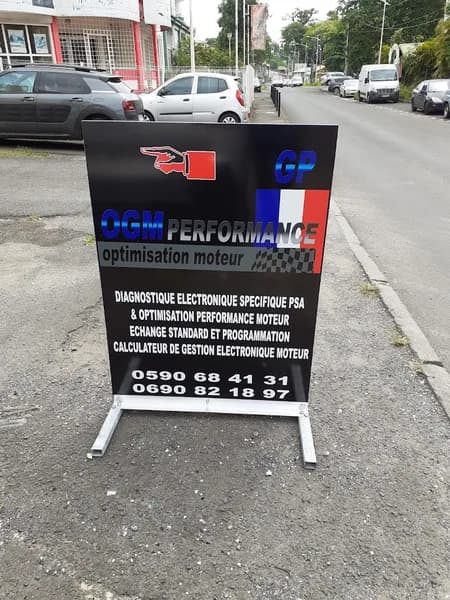 GP
OGM PERFORMANCE
optimisation moteur
DIAGNOSTIQUE ELECTRONIQUE SPECIFIQUE PSA
& OPTIMISATION PERFORMANCE MOTEUR
ECHANGE STANDARD ET PROGRAMMATION
CALCULATEUR DE GESTION ELECTRONIQUE MOTEUR
0590 68 41 31
0690 82 18 97